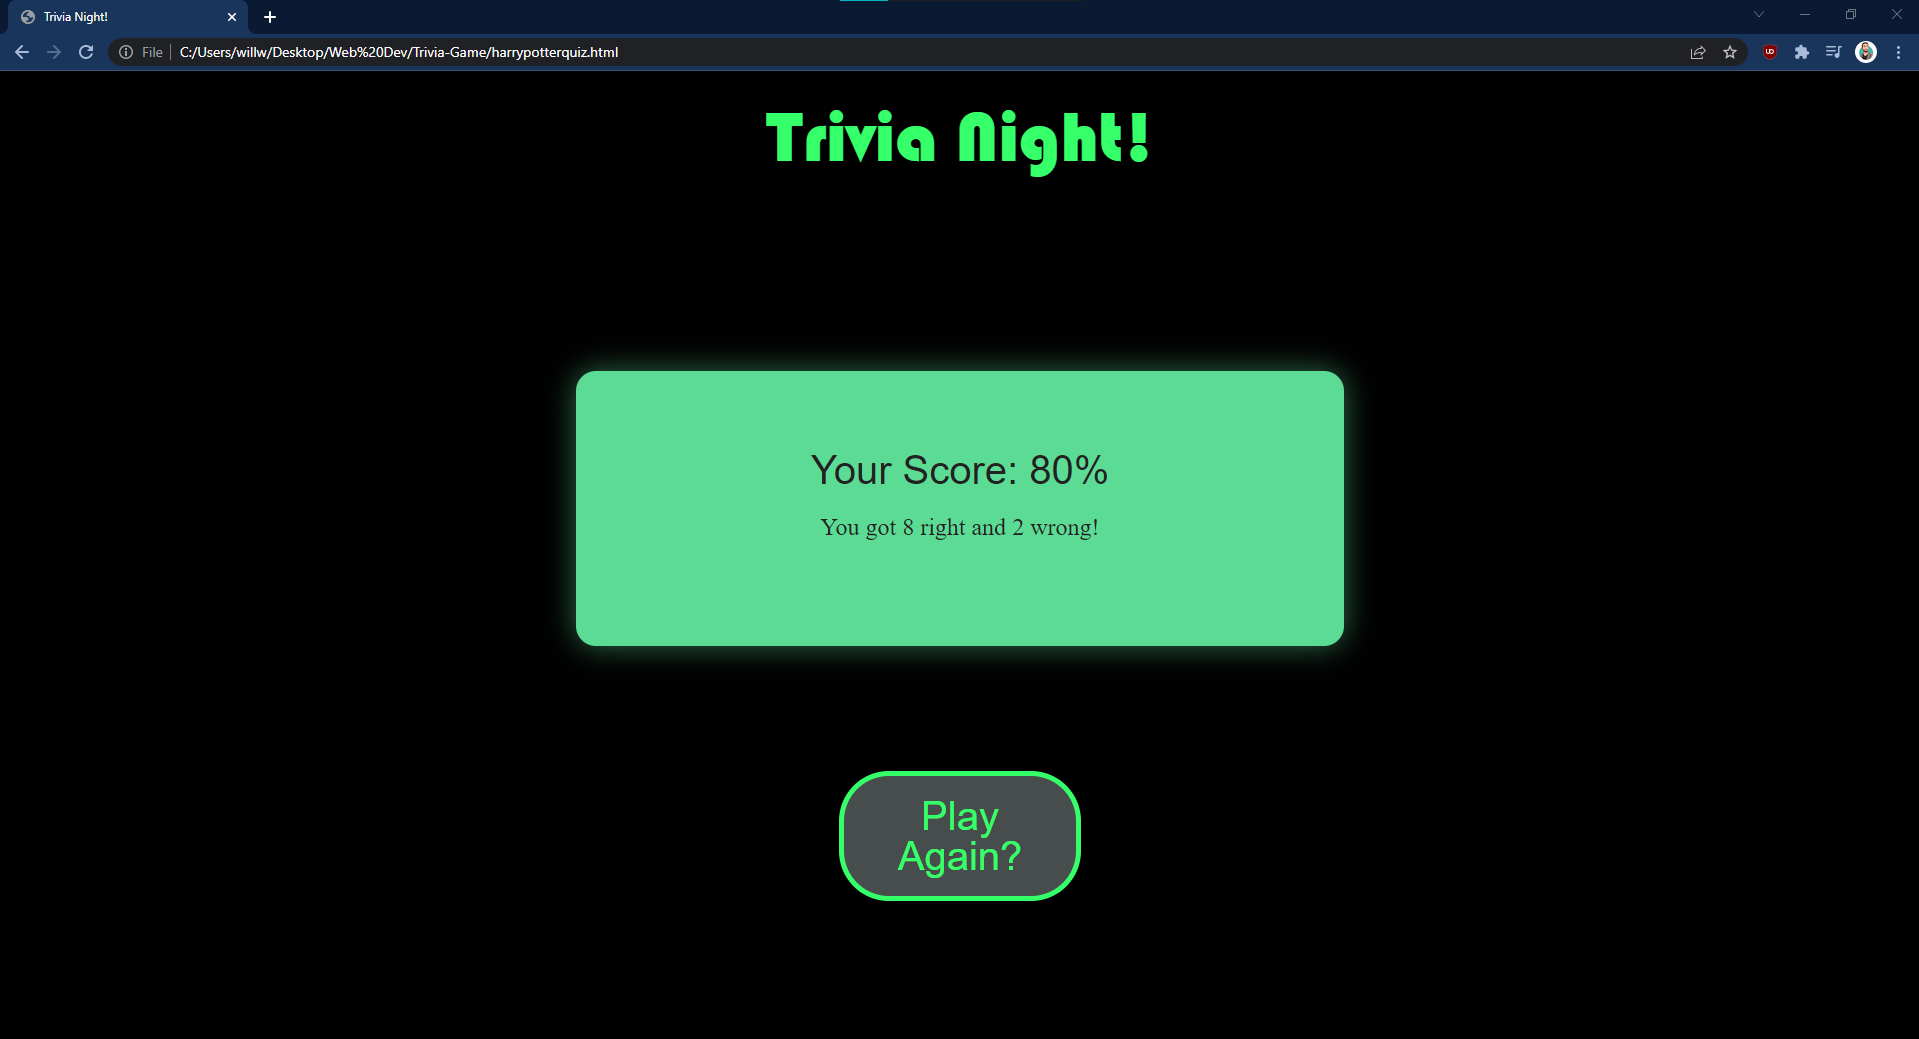 Trivia Night!
File
C:/Users/willw/Desktop/Web%20Dev/Trivia-Game/harrypotterquiz.html
Trivia Night!
Your Score: 80%
You got 8 right and 2 wrong!
Play
Again?